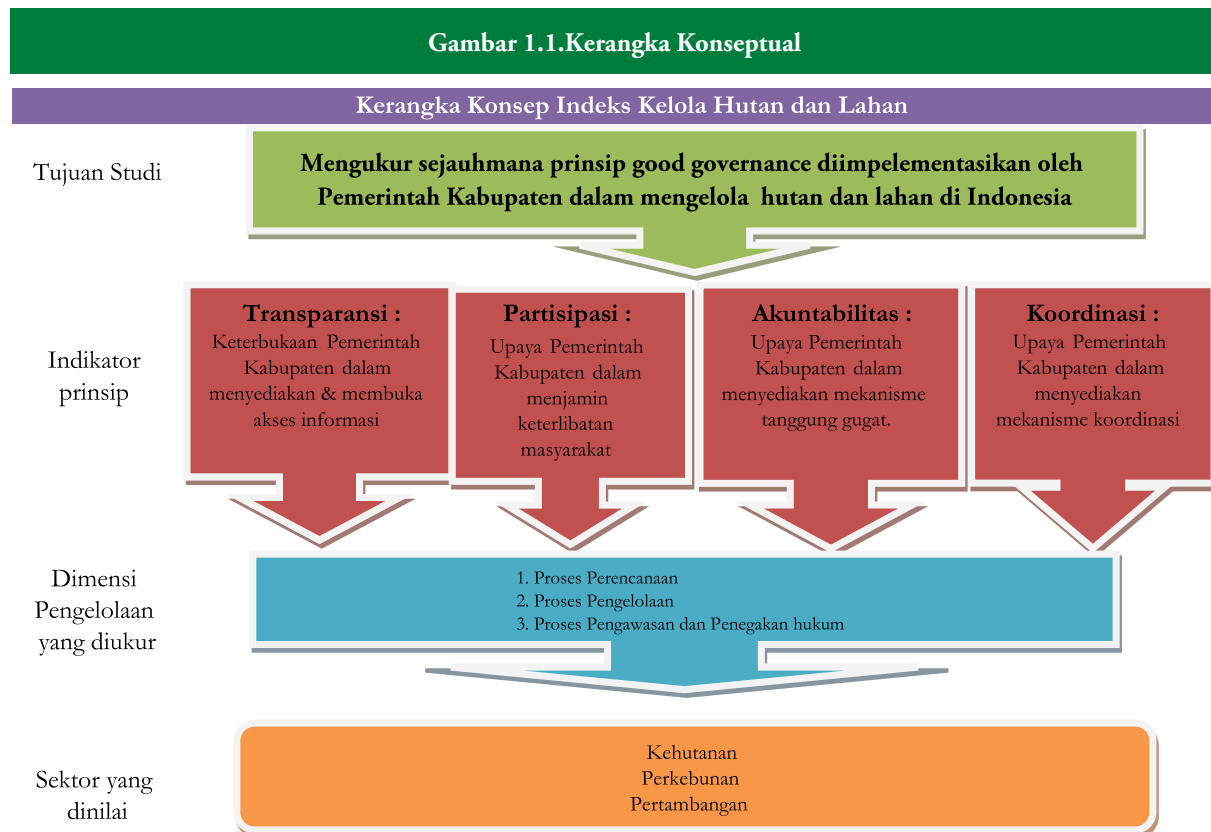 Gambar 1.1.Kerangka Konseptual
Kerangka Konsep Indeks Kelola Hutan dan Lahan
Tujuan Studi
Mengukur sejauhmana prinsip good governance diimpelementasikan oleh
Pemerintah Kabupaten dalam mengelola hutan dan lahan di Indonesia
Indikator
prinsip
Transparansi :
Keterbukaan Pemerintah
Kabupaten dalam
menyediakan & membuka
akses informasi
Partisipasi :
Upaya Pemerintah
Kabupaten dalam
menjamin
keterlibatan
masyarakat
Akuntabilitas :
Upaya Pemerintah
Kabupaten dalam
menyediakan mekanisme
tanggung gugat.
Koordinasi :
Upaya Pemerintah
Kabupaten dalam
menyediakan
mekanisme koordinasi
Dimensi
Pengelolaan
yang diukur
1. Proses Perencanaan
2. Proses Pengelolaan
3. Proses Pengawasan dan Penegakan hukum
Sektor yang
dinilai
Kehutanan
Perkebunan
Pertambangan